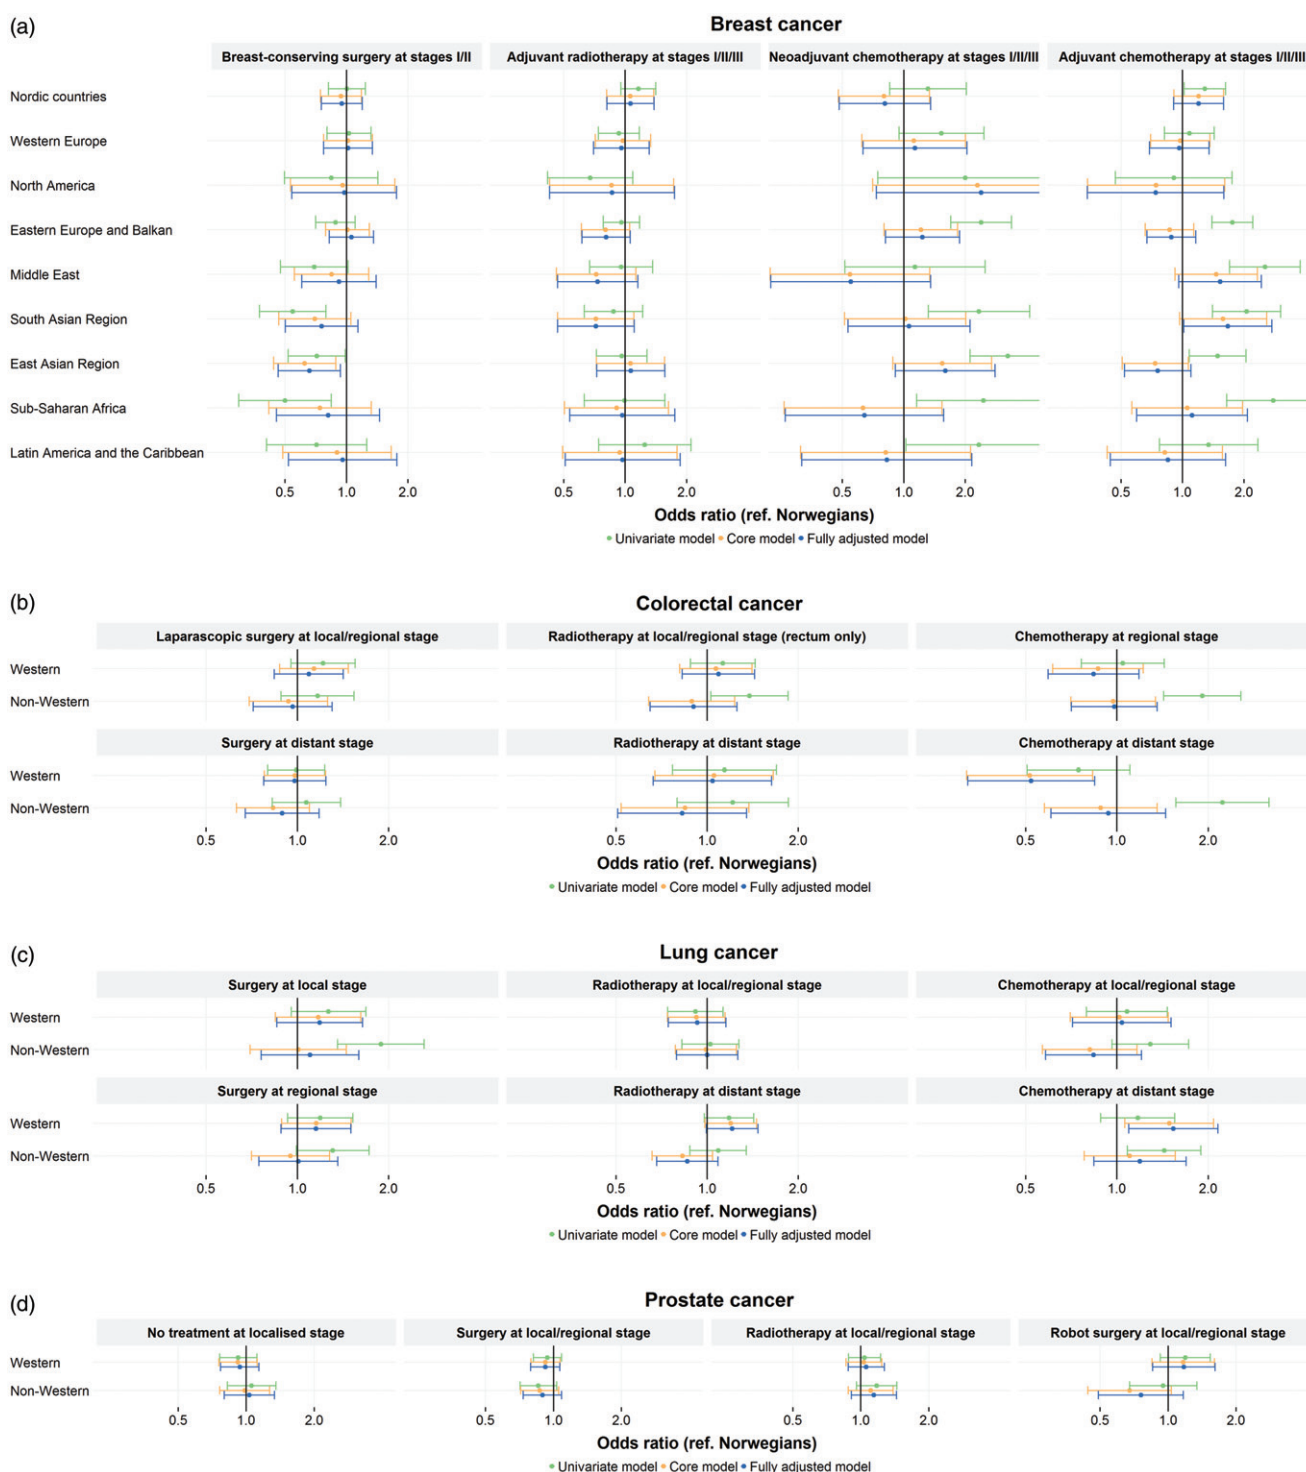 (a)
Breast cancer
Breast-conserving surgery at stages I/II
Adjuvant radiotherapy at stages I/II/III
Neoadjuvant chemotherapy at stages I/II/III
Adjuvant chemotherapy at stages I/II/III
Nordic countries
Western Europe
North America
Eastern Europe and Balkan
Middle East
South Asian Region
East Asian Region
Sub-Saharan Africa
Latin America and the Caribbean
0.5 1.0 2.0 0.5 1.0 2.0 0.5 1.0 2.0 0.5 1.0 2.0
Odds ratio (ref. Norwegians)
Univariate model Core model Fully adjusted model
(b)
Colorectal cancer
Laparascopic surgery at local/regional stage
Radiotherapy at local/regional stage (rectum only)
Chemotherapy at regional stage
Western
Non-Western
Surgery at distant stage
Radiotherapy at distant stage
Chemotherapy at distant stage
Western
Non-Western
0.5 1.0 2.0 0.5 1.0 2.0 0.5 1.0 2.0
Odds ratio (ref. Norwegians)
Univariate model Core model Fully adjusted model
(c)
Lung cancer
Surgery at local stage
Radiotherapy at local/regional stage
Chemotherapy at local/regional stage
Western
Non-Western
Surgery at regional stage
Radiotherapy at distant stage
Chemotherapy at distant stage
Western
Non-Western
0.5 1.0 2.0 0.5 1.0 2.0 0.5 1.0 2.0
Odds ratio (ref. Norwegians)
Univariate model Core model Fully adjusted model
(d)
Prostate cancer
No treatment at localised stage
Surgery at local/regional stage
Radiotherapy at local/regional stage
Robot surgery at local/regional stage
Western
Non-Western
0.5 1.0 2.0 0.5 1.0 2.0 0.5 1.0 2.0 0.5 1.0 2.0
Odds ratio (ref. Norwegians)
Univariate model Core model Fully adjusted model